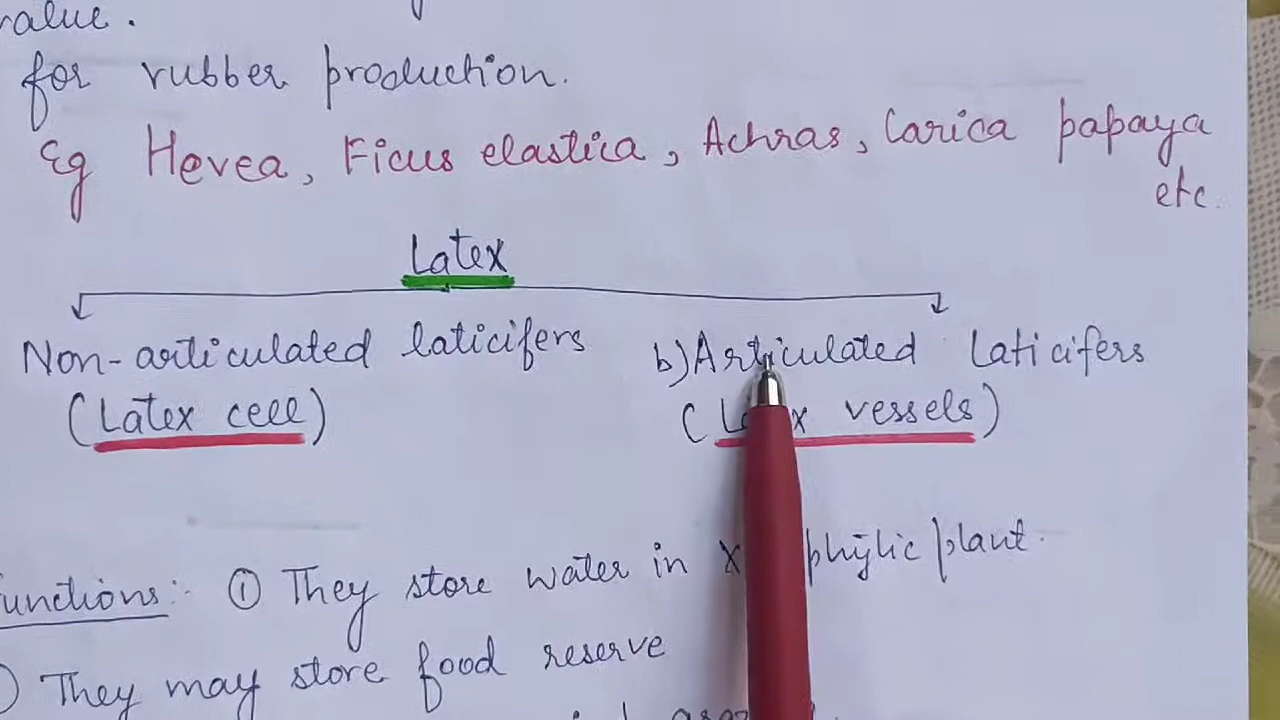 value.
for rubber production.
Eg Hevea, Ficus elastica, Achras, Carica papaya
etc.
Latex
Non-articulated laticifers b) Articulated Laticifers
(Latex cell) (vessels)
functions:- ① They store water in plant.
) They may store food reserve